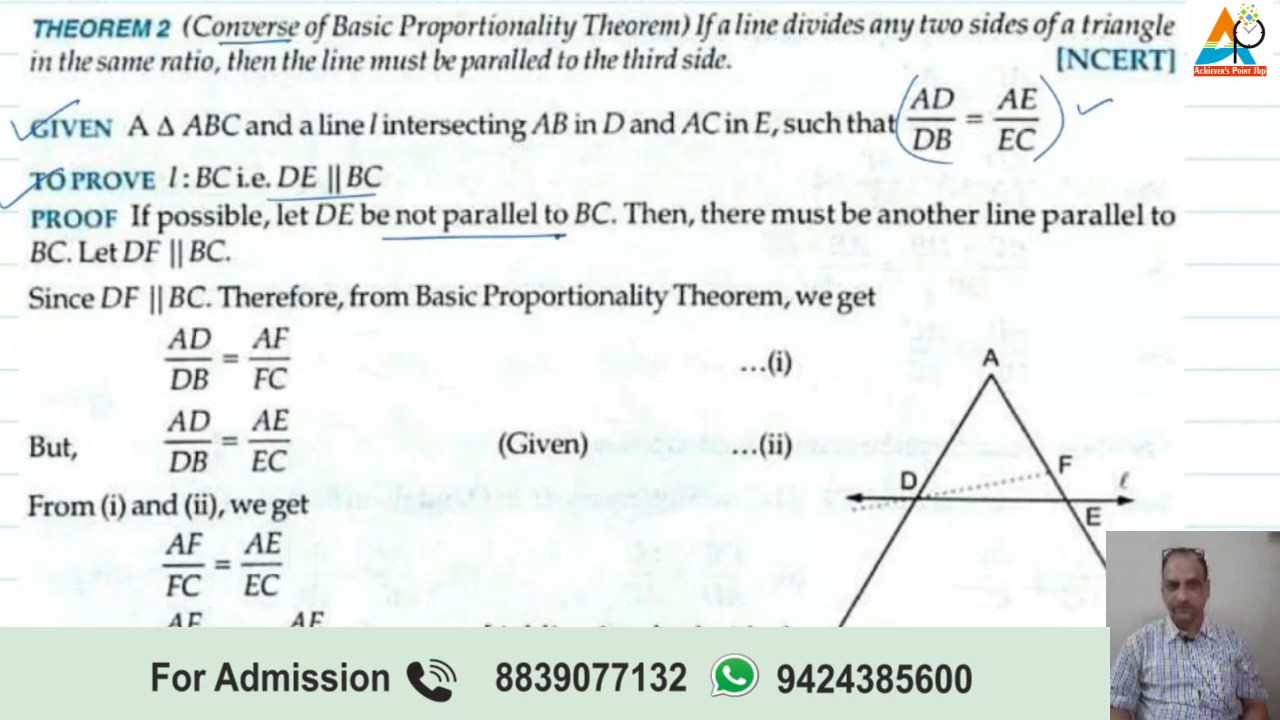 THEOREM 2 (Converse of Basic Proportionality Theorem) If a line divides any two sides of a triangle
in the same ratio, then the line must be paralled to the third side. [NCERT]
Achiever's Point Jbp
GIVEN A Δ ABC and a line l intersecting AB in D and AC in E, such that AD/DB = AE/EC
TO PROVE l : BC i.e. DE || BC
PROOF If possible, let DE be not parallel to BC. Then, there must be another line parallel to
BC. Let DF || BC.
Since DF || BC. Therefore, from Basic Proportionality Theorem, we get
AD/DB = AF/FC ...(i)
But, AD/DB = AE/EC (Given) ...(ii)
From (i) and (ii), we get
AF/FC = AE/EC
A
D
F
ℓ
E
For Admission 8839077132 9424385600